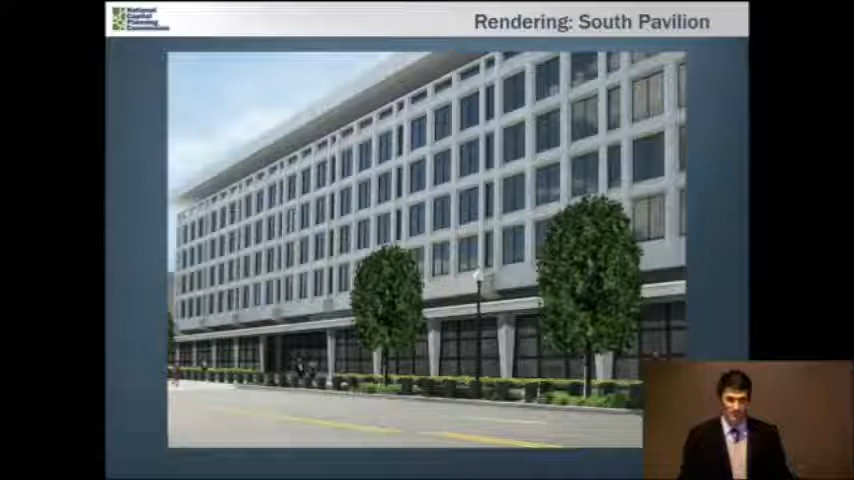 National
Capital
Planning
Commission
Rendering: South Pavilion